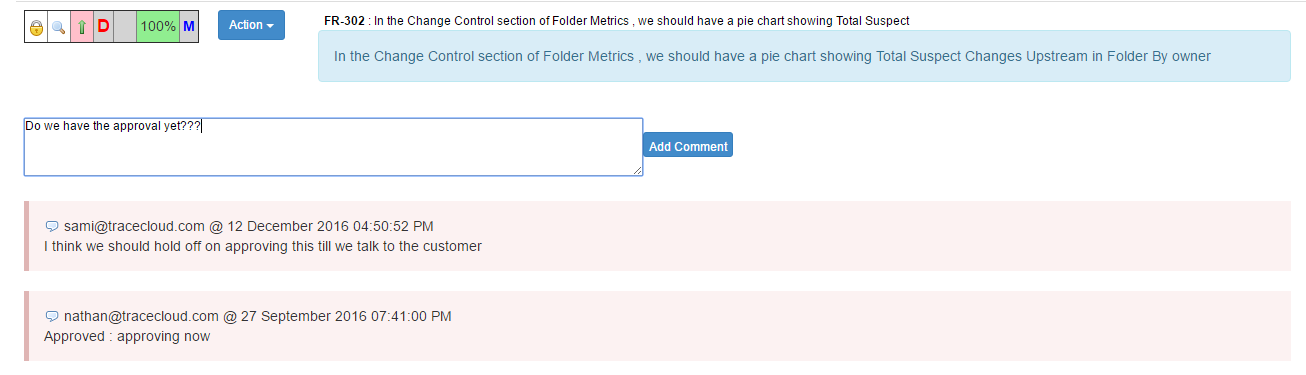 D 100% M Action FR-302 : In the Change Control section of Folder Metrics , we should have a pie chart showing Total Suspect
In the Change Control section of Folder Metrics , we should have a pie chart showing Total Suspect Changes Upstream in Folder By owner
Do we have the approval yet???
Add Comment
sami@tracecloud.com @ 12 December 2016 04:50:52 PM
I think we should hold off on approving this till we talk to the customer
nathan@tracecloud.com @ 27 September 2016 07:41:00 PM
Approved : approving now